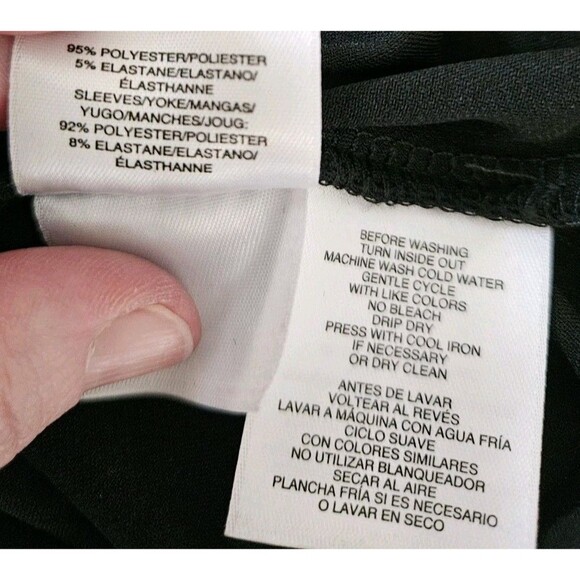 95% POLYESTER/POLIESTER
5% ELASTANE/ELASTANO/
ÉLASTHANNE
SLEEVES/YOKE/MANGAS/
YUGO/MANCHES/JOUG:
92% POLYESTER/POLIESTER
8% ELASTANE/ELASTANO/
ÉLASTHANNE
BEFORE WASHING
TURN INSIDE OUT
MACHINE WASH COLD WATER
GENTLE CYCLE
WITH LIKE COLORS
NO BLEACH
DRIP DRY
PRESS WITH COOL IRON
IF NECESSARY
OR DRY CLEAN
ANTES DE LAVAR
VOLTEAR AL REVÉS
LAVAR A MÁQUINA CON AGUA FRÍA
CICLO SUAVE
CON COLORES SIMILARES
NO UTILIZAR BLANQUEADOR
SECAR AL AIRE
PLANCHA FRÍA SI ES NECESARIO
O LAVAR EN SECO